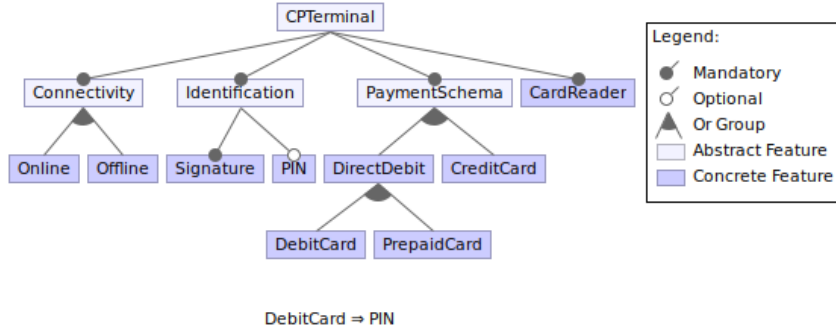 CPTerminal
Connectivity Identification PaymentSchema CardReader
Online Offline Signature PIN DirectDebit CreditCard
DebitCard PrepaidCard
DebitCard ⇒ PIN
Legend:
Mandatory
Optional
Or Group
Abstract Feature
Concrete Feature